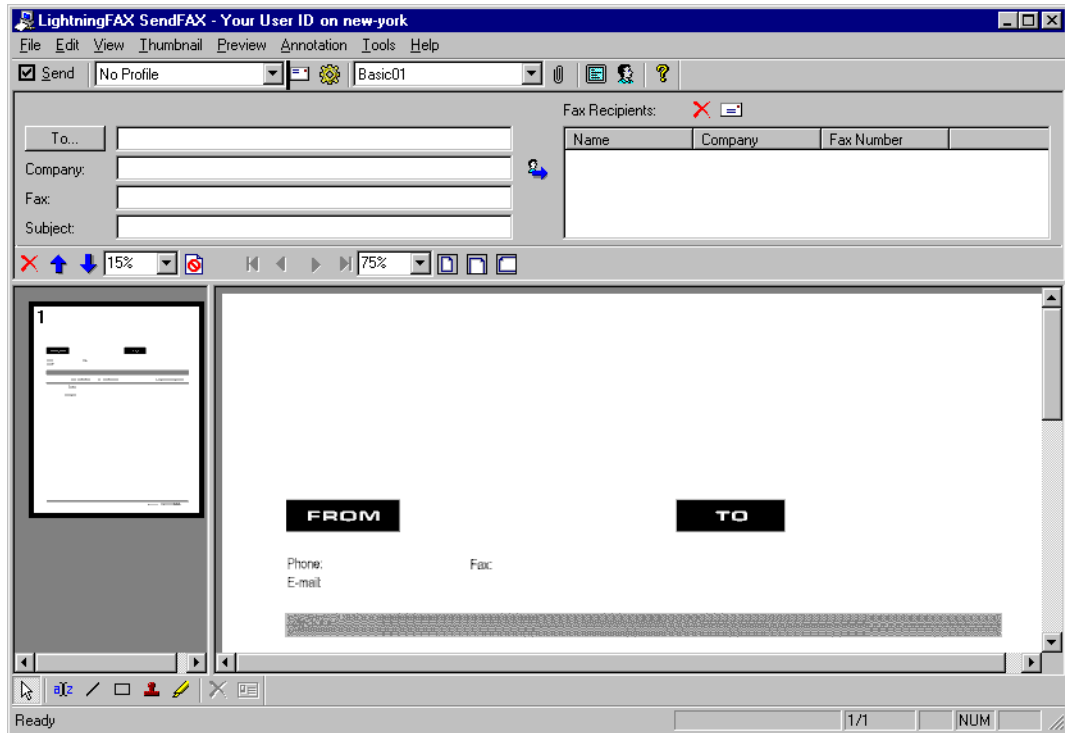 LightningFAX SendFAX - Your User ID on new-york
File Edit View Thumbnail Preview Annotation Tools Help
Send No Profile Basic01
Fax Recipients:
To... Name Company Fax Number
Company:
Fax:
Subject:
15% 75%
1
FROM TO
Phone: Fax:
E-mail:
Ready 1/1 NUM